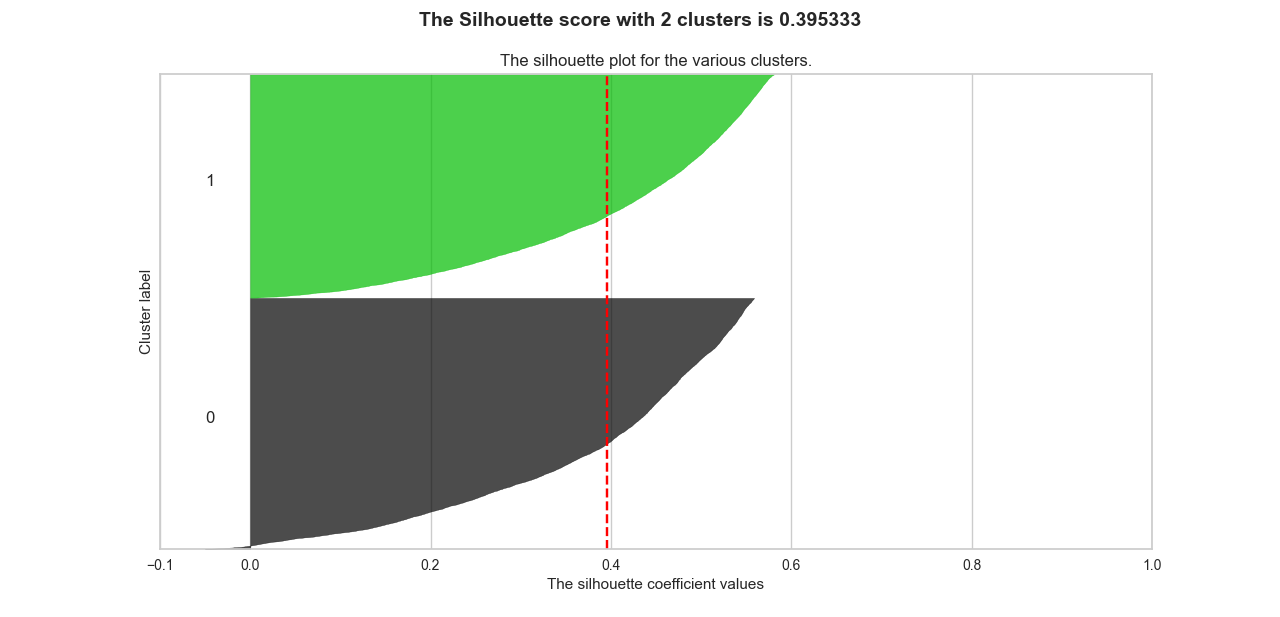 The Silhouette score with 2 clusters is 0.395333
The silhouette plot for the various clusters.
Cluster label
1
0
−0.1 0.0 0.2 0.4 0.6 0.8 1.0
The silhouette coefficient values